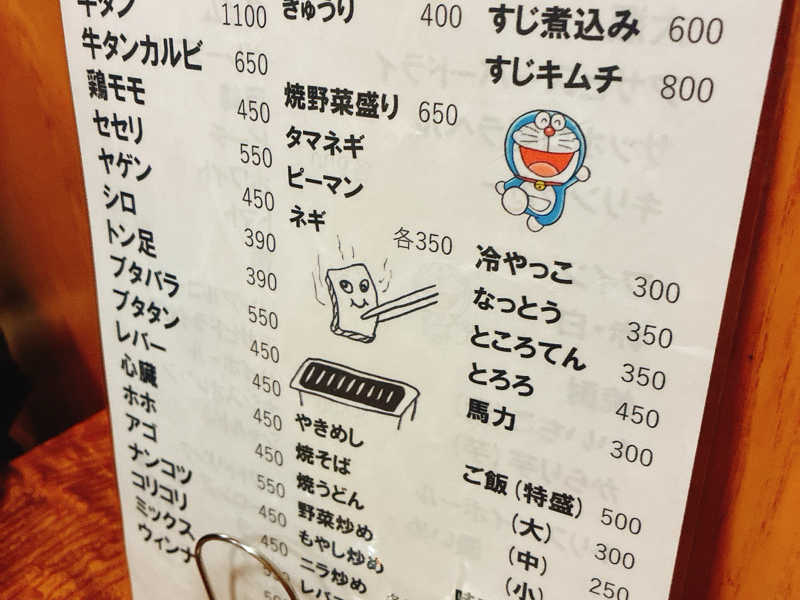 牛タン 1100
牛タンカルビ 650
鶏モモ 450
セセリ 550
ヤゲン 450
シロ 390
トン足 390
ブタバラ 550
ブタタン 450
レバー 450
心臓 450
ホホ 450
アゴ 550
ナンコツ 450
コリコリ 450
ミックス
ウィンナ
きゅうり 400
焼野菜盛り 650
タマネギ
ピーマン
ネギ
各350
やきめし
焼そば
焼うどん
野菜炒め
もやし炒め
ニラ炒め
すじ煮込み 600
すじキムチ 800
冷やっこ 300
なっとう 350
ところてん 350
とろろ 450
馬力 300
ご飯(特盛) 500
(大) 300
(中) 250
(小)